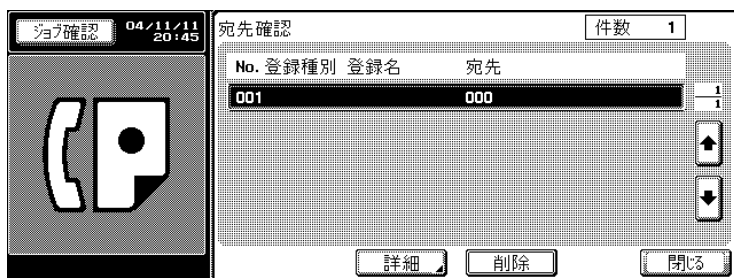 ジョブ確認 04/11/11 20:45
宛先確認 件数 1
No. 登録種別 登録名 宛先
001 000
1/1
詳細 削除 閉じる